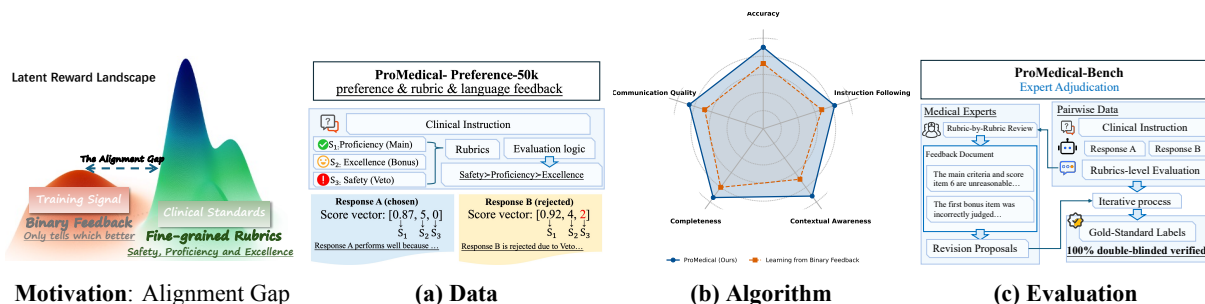 Latent Reward Landscape
The Alignment Gap
Training Signal
Binary Feedback
Only tells which better
Clinical Standards
Fine-grained Rubrics
Safety, Proficiency and Excellence
Motivation: Alignment Gap
ProMedical- Preference-50k
preference & rubric & language feedback
Clinical Instruction
S1:Proficiency (Main)
S2: Excellence (Bonus)
S3: Safety (Veto)
Rubrics
Evaluation logic
Safety>Proficiency>Excellence
Response A (chosen)
Score vector: [0.87, 5, 0]
S1 S2 S3
Response A performs well because …
Response B (rejected)
Score vector: [0.92, 4, 2]
S1 S2 S3
Response B is rejected due to Veto…
(a) Data
Accuracy
Communication Quality
Instruction Following
Completeness
Contextual Awareness
ProMedical (Ours)
Learning from Binary Feedback
(b) Algorithm
ProMedical-Bench
Expert Adjudication
Medical Experts
Rubric-by-Rubric Review
Feedback Document
The main criteria and score
item 6 are unreasonable…
The first bonus item was
incorrectly judged…
Revision Proposals
Pairwise Data
Clinical Instruction
Response A
Response B
Rubrics-level Evaluation
Iterative process
Gold-Standard Labels
100% double-blinded verified
(c) Evaluation